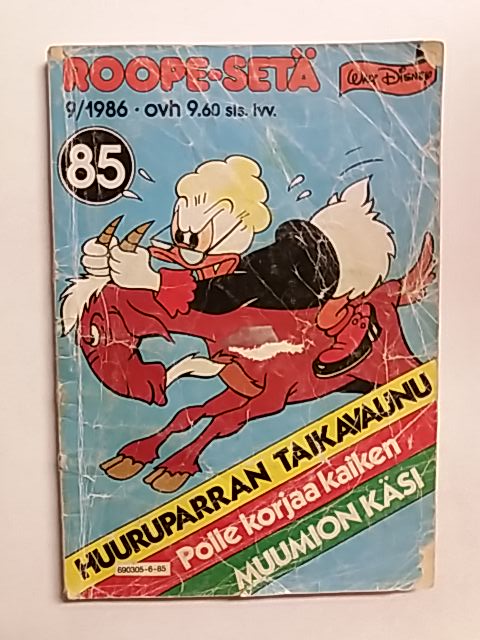 ROOPE-SETÄ
WALT DISNEY
9/1986 · ovh 9.60 sis. lvv.
85
HUURUPARRAN TAIKAVAUNU
Polle korjaa kaiken
MUUMION KÄSI
690305-6-85